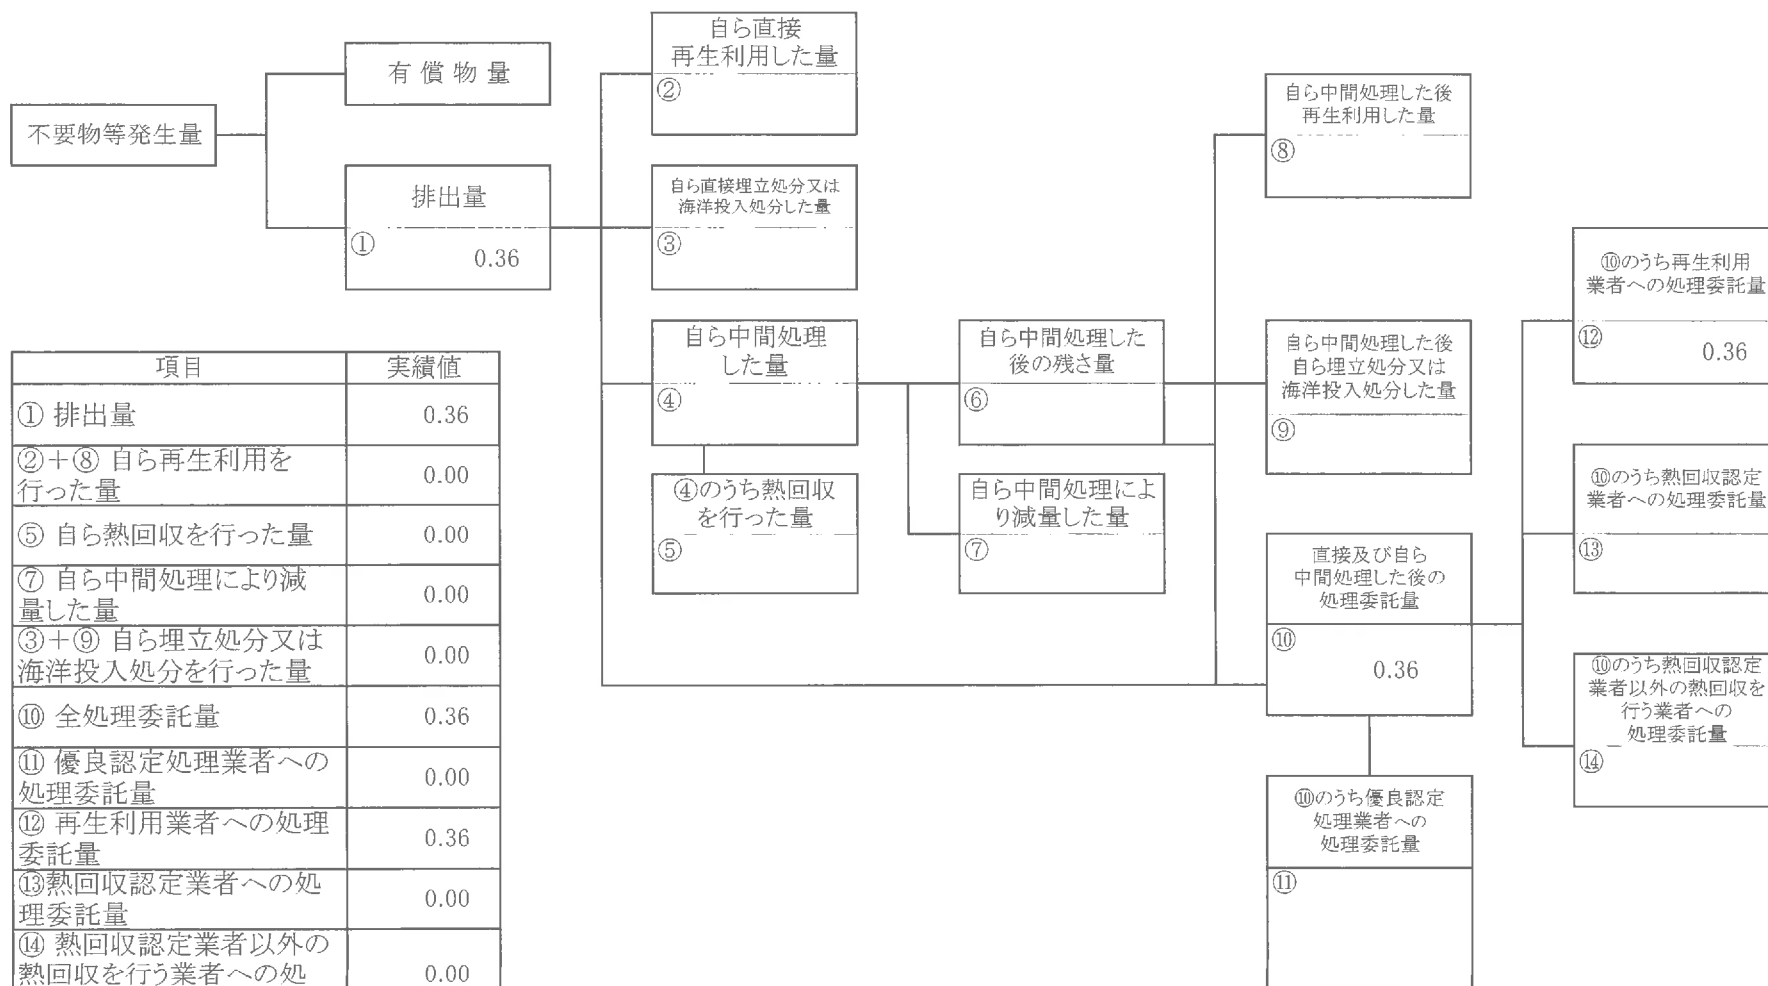 不要物等発生量
有償物量
排出量
①
0.36
自ら直接
再生利用した量
②
自ら直接埋立処分又は
海洋投入処分した量
③
自ら中間処理
した量
④
④のうち熱回収
を行った量
⑤
自ら中間処理した
後の残さ量
⑥
自ら中間処理によ
り減量した量
⑦
自ら中間処理した後
再生利用した量
⑧
自ら中間処理した後
自ら埋立処分又は
海洋投入処分した量
⑨
直接及び自ら
中間処理した後の
処理委託量
⑩
0.36
⑩のうち優良認定
処理業者への
処理委託量
⑪
⑩のうち再生利用
業者への処理委託量
⑫
0.36
⑩のうち熱回収認定
業者への処理委託量
⑬
⑩のうち熱回収認定
業者以外の熱回収を
行う業者への
処理委託量
⑭
項目 実績値
① 排出量 0.36
②+⑧ 自ら再生利用を
行った量 0.00
⑤ 自ら熱回収を行った量 0.00
⑦ 自ら中間処理により減
量した量 0.00
③+⑨ 自ら埋立処分又は
海洋投入処分を行った量 0.00
⑩ 全処理委託量 0.36
⑪ 優良認定処理業者への
処理委託量 0.00
⑫ 再生利用業者への処理
委託量 0.36
⑬熱回収認定業者への処
理委託量 0.00
⑭ 熱回収認定業者以外の
熱回収を行う業者への処 0.00